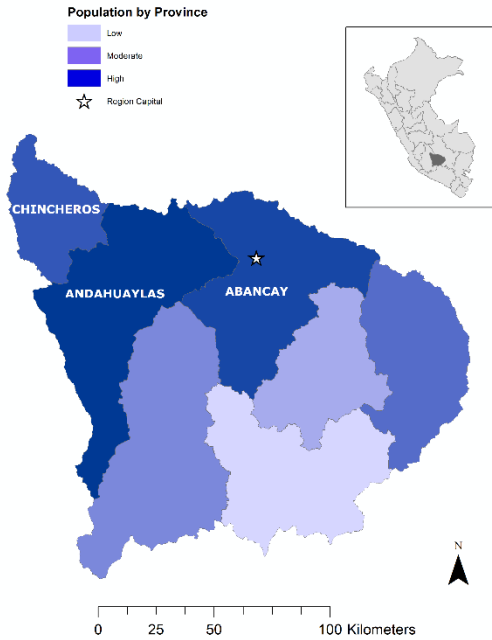 Population by Province
Low
Moderate
High
Region Capital
CHINCHEROS
ANDAHUAYLAS
ABANCAY
N
0 25 50 100 Kilometers